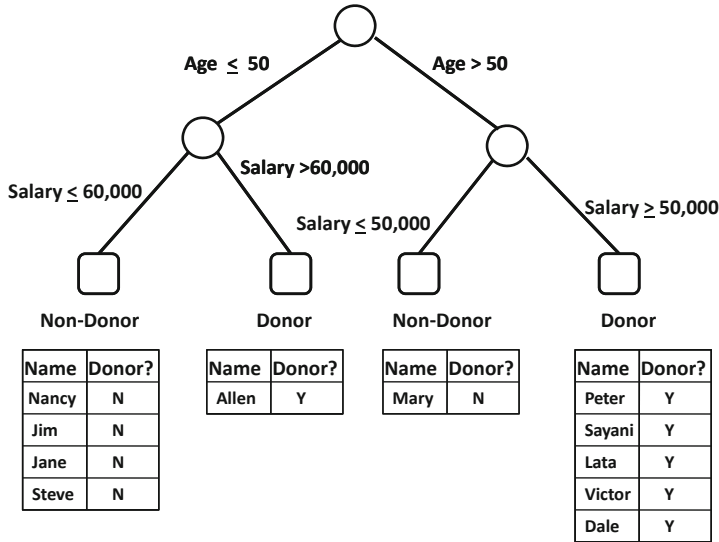 Age ≤ 50
Age > 50
Salary >60,000
Salary ≤ 60,000
Salary ≤ 50,000
Salary ≥ 50,000
Non-Donor
Donor
Non-Donor
Donor
Name Donor?
Nancy N
Jim N
Jane N
Steve N
Name Donor?
Allen Y
Name Donor?
Mary N
Name Donor?
Peter Y
Sayani Y
Lata Y
Victor Y
Dale Y